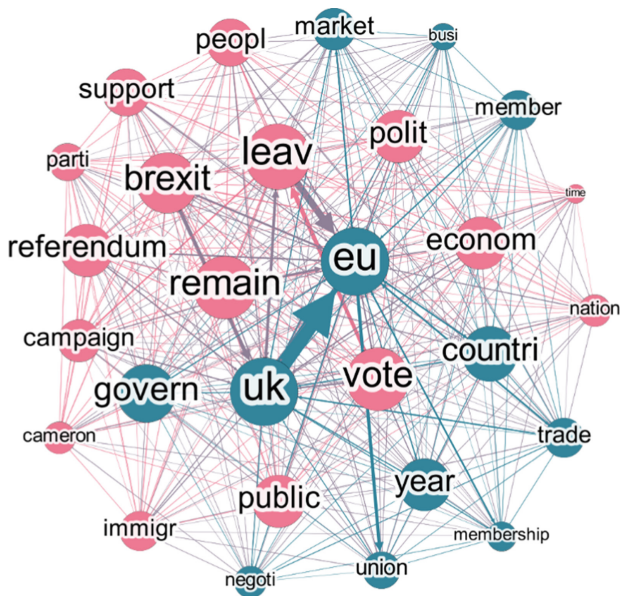 market
busi
peopl
support
member
polit
leav
parti
brexit
time
referendum
econom
eu
remain
nation
campaign
countri
vote
govern
uk
cameron
trade
year
public
immigr
membership
union
negoti